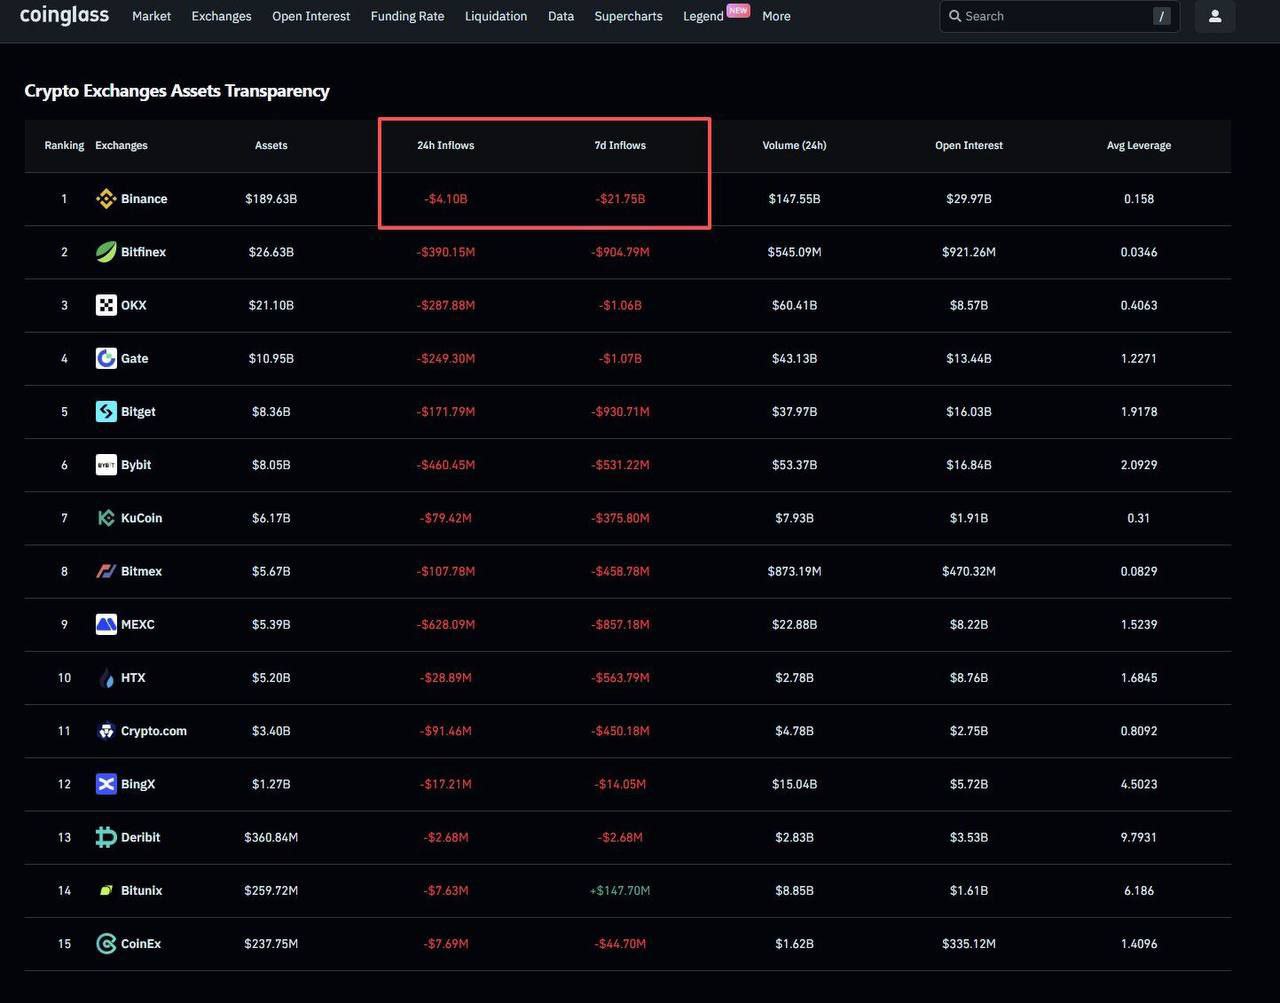 coinglass Market Exchanges Open Interest Funding Rate Liquidation Data Supercharts Legend NEW More Search /
Crypto Exchanges Assets Transparency
Ranking Exchanges Assets 24h Inflows 7d Inflows Volume (24h) Open Interest Avg Leverage
1 Binance $189.63B -$4.10B -$21.75B $147.55B $29.97B 0.158
2 Bitfinex $26.63B -$390.15M -$904.79M $545.09M $921.26M 0.0346
3 OKX $21.10B -$287.88M -$1.06B $60.41B $8.57B 0.4063
4 Gate $10.95B -$249.30M -$1.07B $43.13B $13.44B 1.2271
5 Bitget $8.36B -$171.79M -$930.71M $37.97B $16.03B 1.9178
6 BYBIT Bybit $8.05B -$460.45M -$531.22M $53.37B $16.84B 2.0929
7 KuCoin $6.17B -$79.42M -$375.80M $7.93B $1.91B 0.31
8 Bitmex $5.67B -$107.78M -$458.78M $873.19M $470.32M 0.0829
9 MEXC $5.39B -$628.09M -$857.18M $22.88B $8.22B 1.5239
10 HTX $5.20B -$28.89M -$563.79M $2.78B $8.76B 1.6845
11 Crypto.com $3.40B -$91.46M -$450.18M $4.78B $2.75B 0.8092
12 BingX $1.27B -$17.21M -$14.05M $15.04B $5.72B 4.5023
13 Deribit $360.84M -$2.68M -$2.68M $2.83B $3.53B 9.7931
14 Bitunix $259.72M -$7.63M +$147.70M $8.85B $1.61B 6.186
15 CoinEx $237.75M -$7.69M -$44.70M $1.62B $335.12M 1.4096